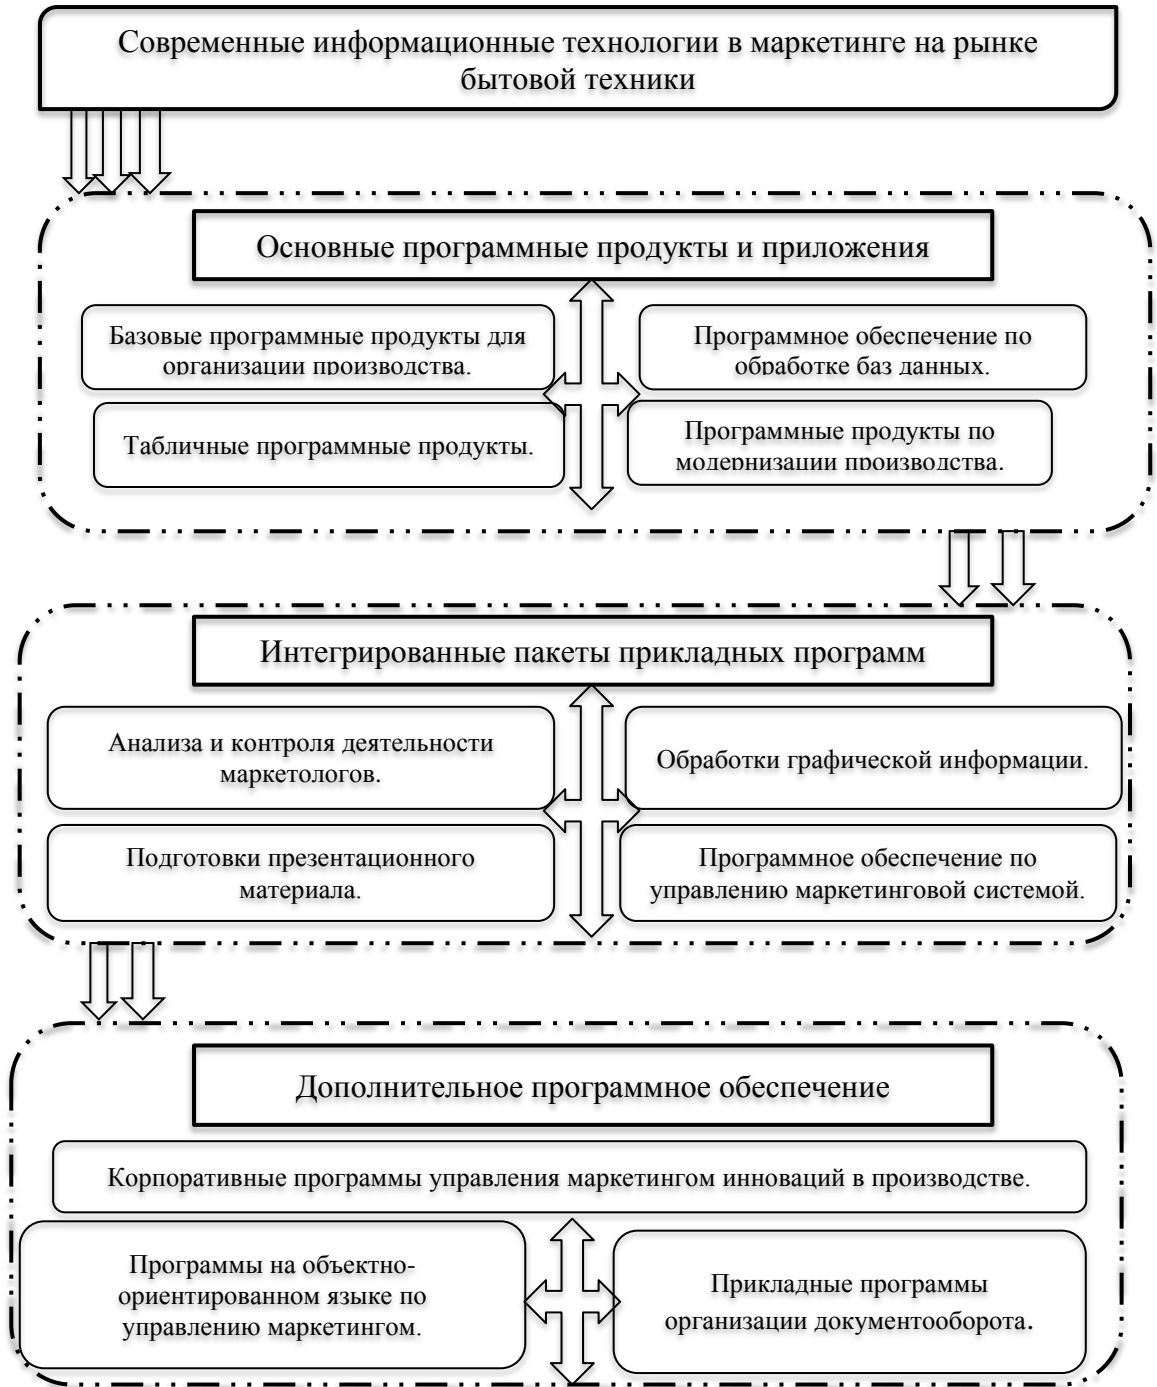 Современные информационные технологии в маркетинге на рынке
бытовой техники
Основные программные продукты и приложения
Базовые программные продукты для
организации производства.
Программное обеспечение по
обработке баз данных.
Табличные программные продукты.
Программные продукты по
модернизации производства.
Интегрированные пакеты прикладных программ
Анализа и контроля деятельности
маркетологов.
Обработки графической информации.
Подготовки презентационного
материала.
Программное обеспечение по
управлению маркетинговой системой.
Дополнительное программное обеспечение
Корпоративные программы управления маркетингом инноваций в производстве.
Программы на объектно-
ориентированном языке по
управлению маркетингом.
Прикладные программы
организации документооборота.